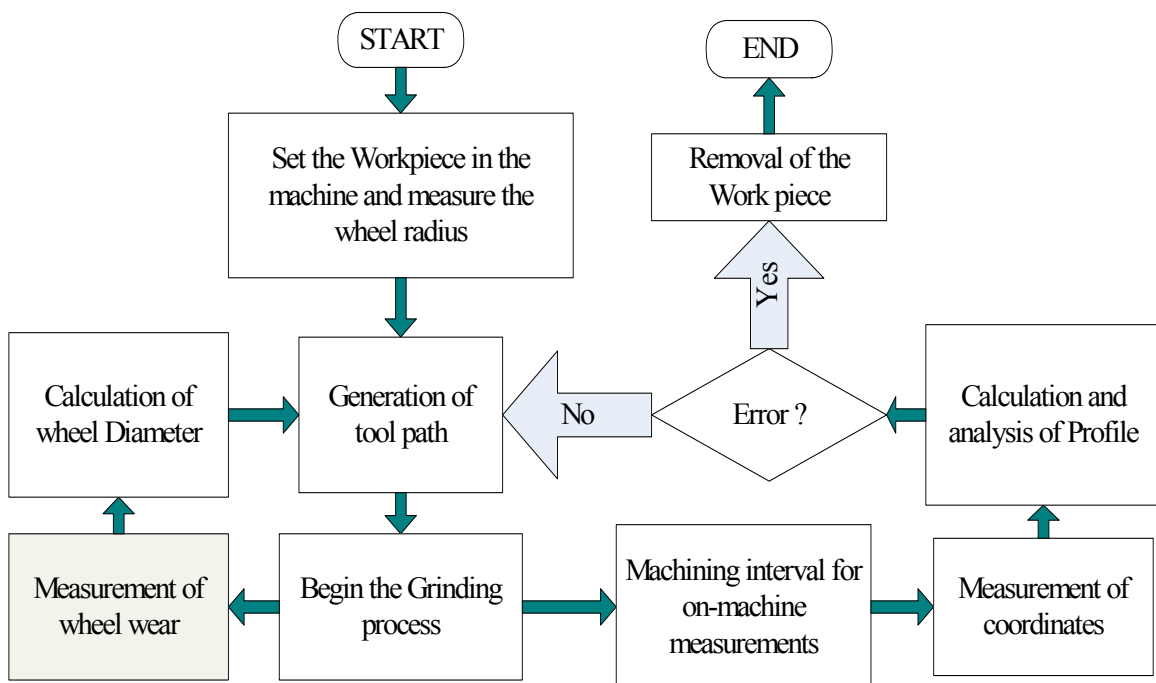 START
END
Set the Workpiece in the
machine and measure the
wheel radius
Removal of the
Work piece
Yes
Calculation of
wheel Diameter
Generation of
tool path
No
Error ?
Calculation and
analysis of Profile
Measurement of
wheel wear
Begin the Grinding
process
Machining interval for
on-machine
measurements
Measurement of
coordinates